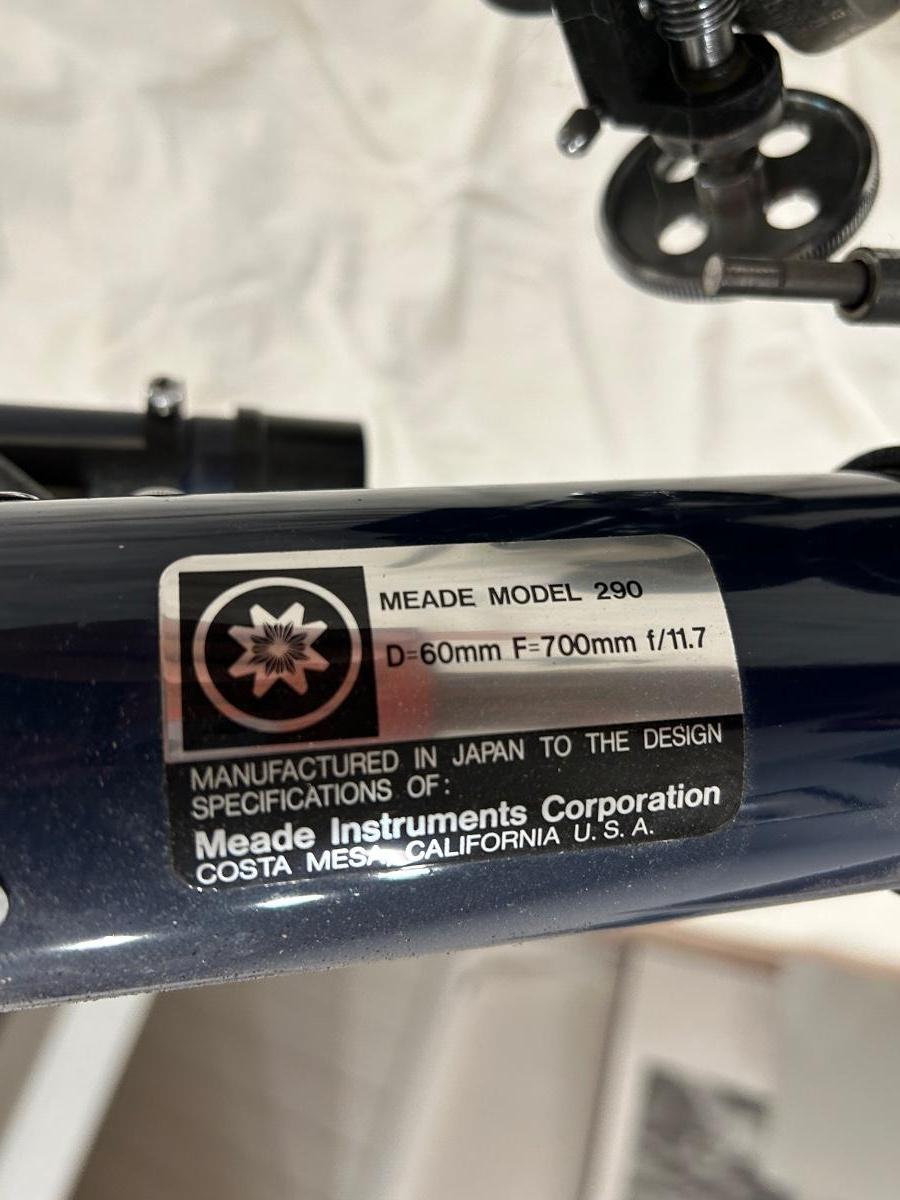 MEADE MODEL 290
D=60mm F=700mm f/11.7
MANUFACTURED IN JAPAN TO THE DESIGN
SPECIFICATIONS OF:
Meade Instruments Corporation
COSTA MESA, CALIFORNIA U. S. A.